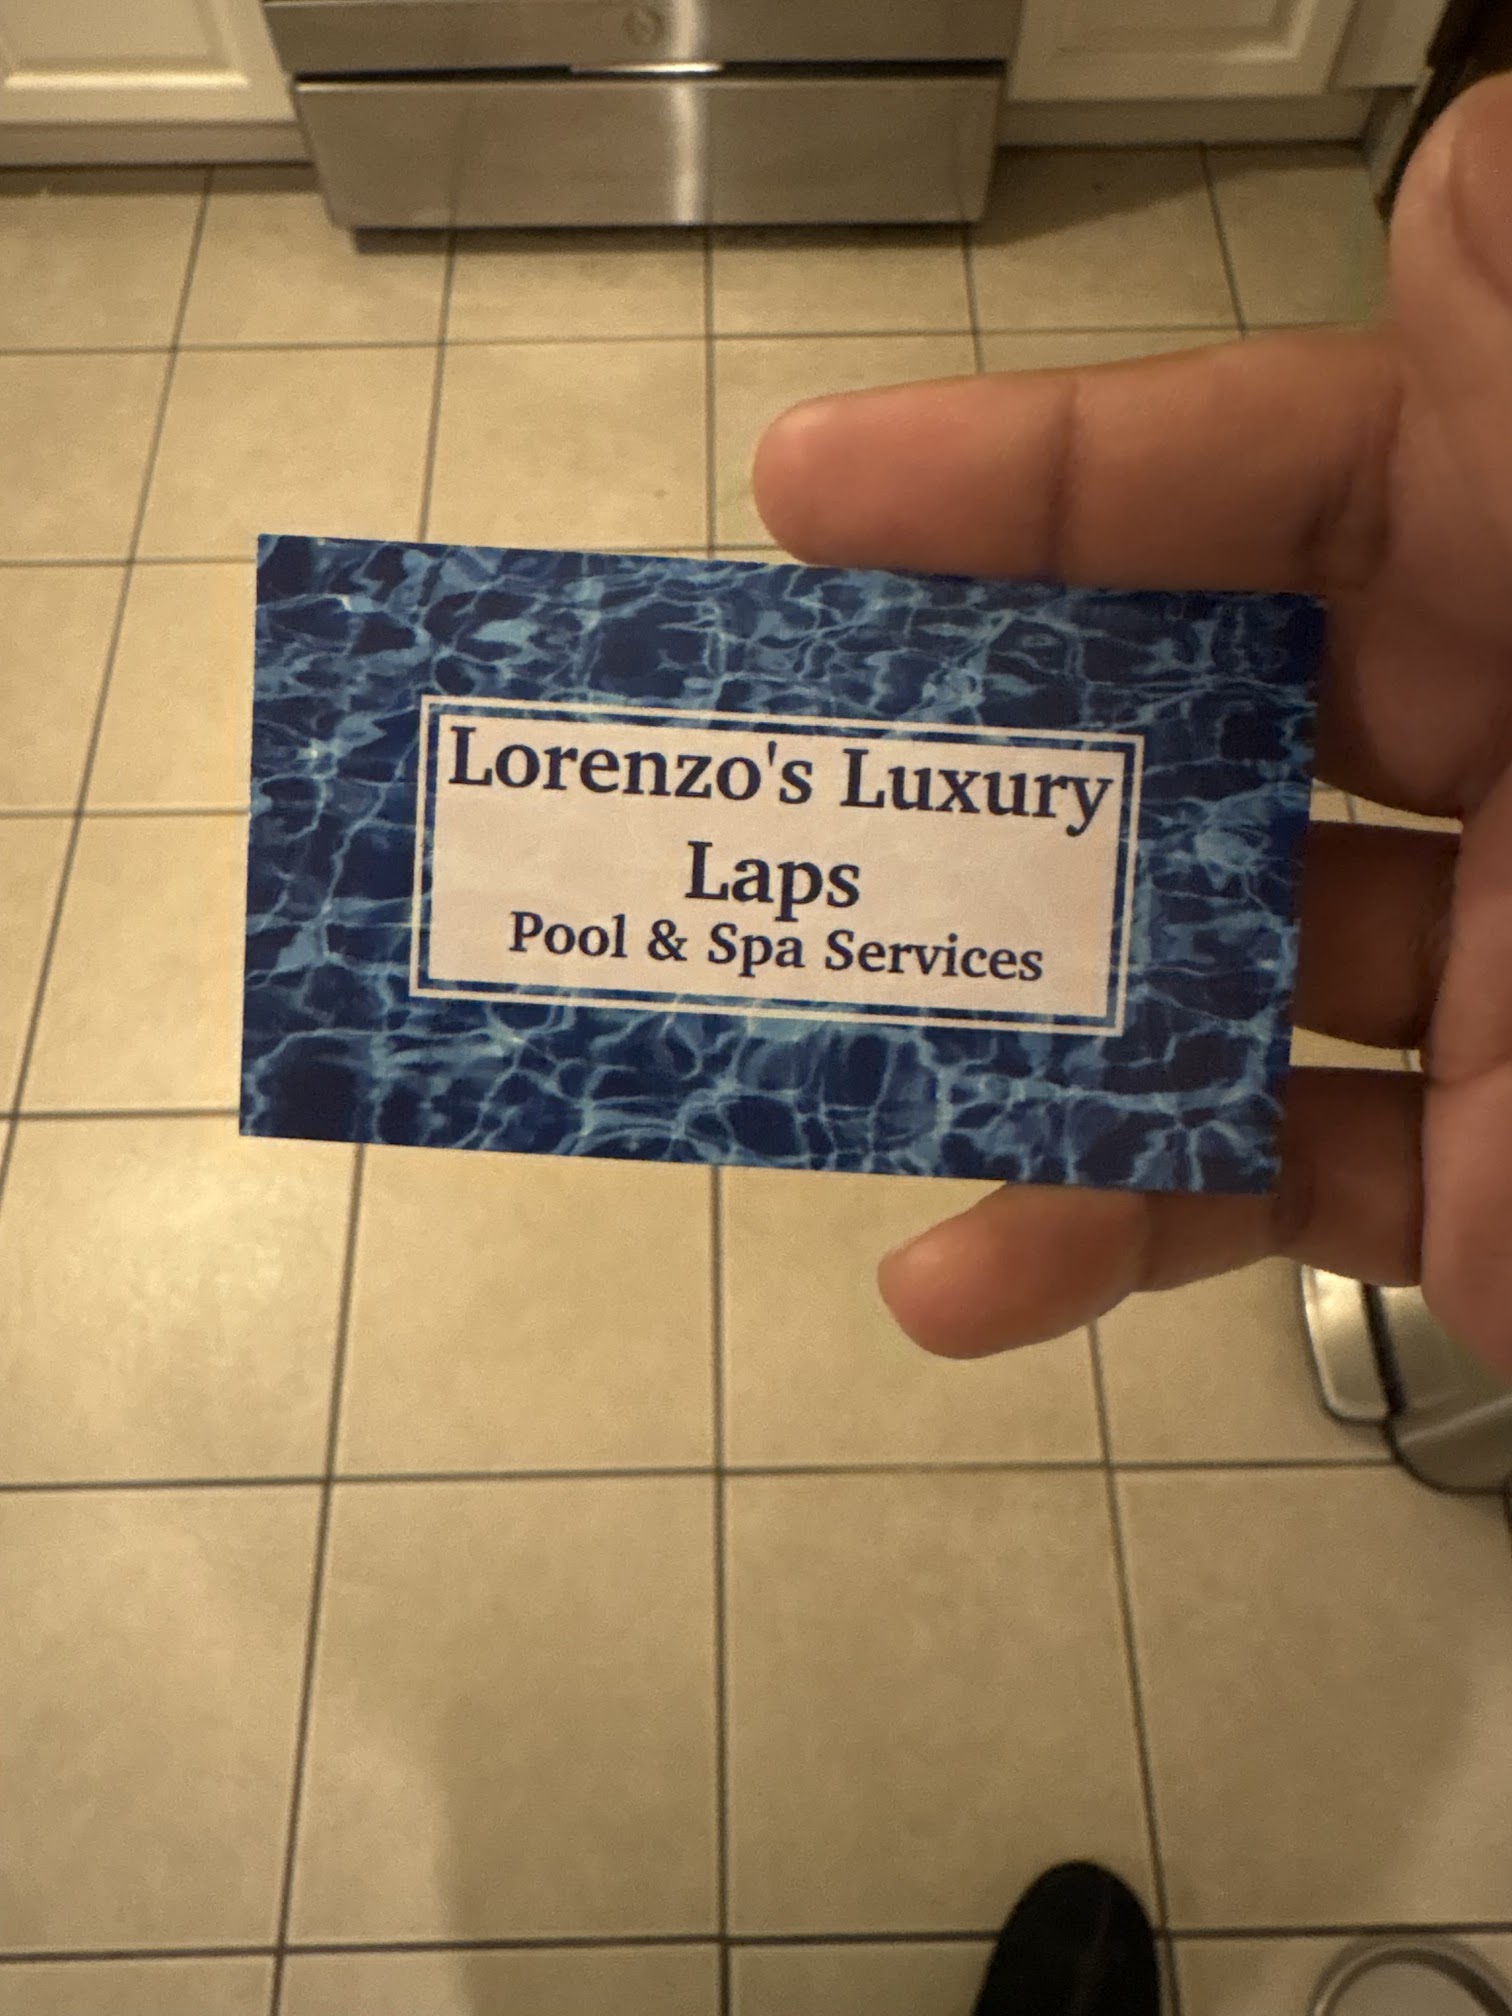 Lorenzo's Luxury
Laps
Pool & Spa Services